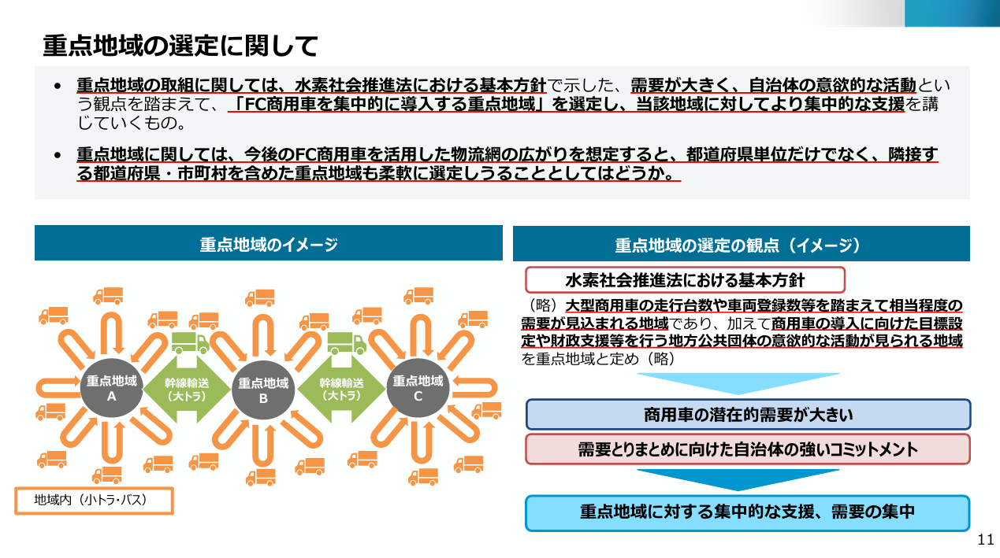 重点地域の選定に関して
• 重点地域の取組に関しては、水素社会推進法における基本方針で示した、需要が大きく、自治体の意欲的な活動とい
う観点を踏まえて、「FC商用車を集中的に導入する重点地域」を選定し、当該地域に対してより集中的な支援を講
じていくもの。
• 重点地域に関しては、今後のFC商用車を活用した物流網の広がりを想定すると、都道府県単位だけでなく、隣接す
る都道府県・市町村を含めた重点地域も柔軟に選定しうることとしてはどうか。
重点地域のイメージ
重点地域
A
幹線輸送
（大トラ）
重点地域
B
幹線輸送
（大トラ）
重点地域
C
地域内（小トラ・バス）
重点地域の選定の観点（イメージ）
水素社会推進法における基本方針
（略）大型商用車の走行台数や車両登録数等を踏まえて相当程度の
需要が見込まれる地域であり、加えて商用車の導入に向けた目標設
定や財政支援等を行う地方公共団体の意欲的な活動が見られる地域
を重点地域と定め（略）
商用車の潜在的需要が大きい
需要とりまとめに向けた自治体の強いコミットメント
重点地域に対する集中的な支援、需要の集中
11